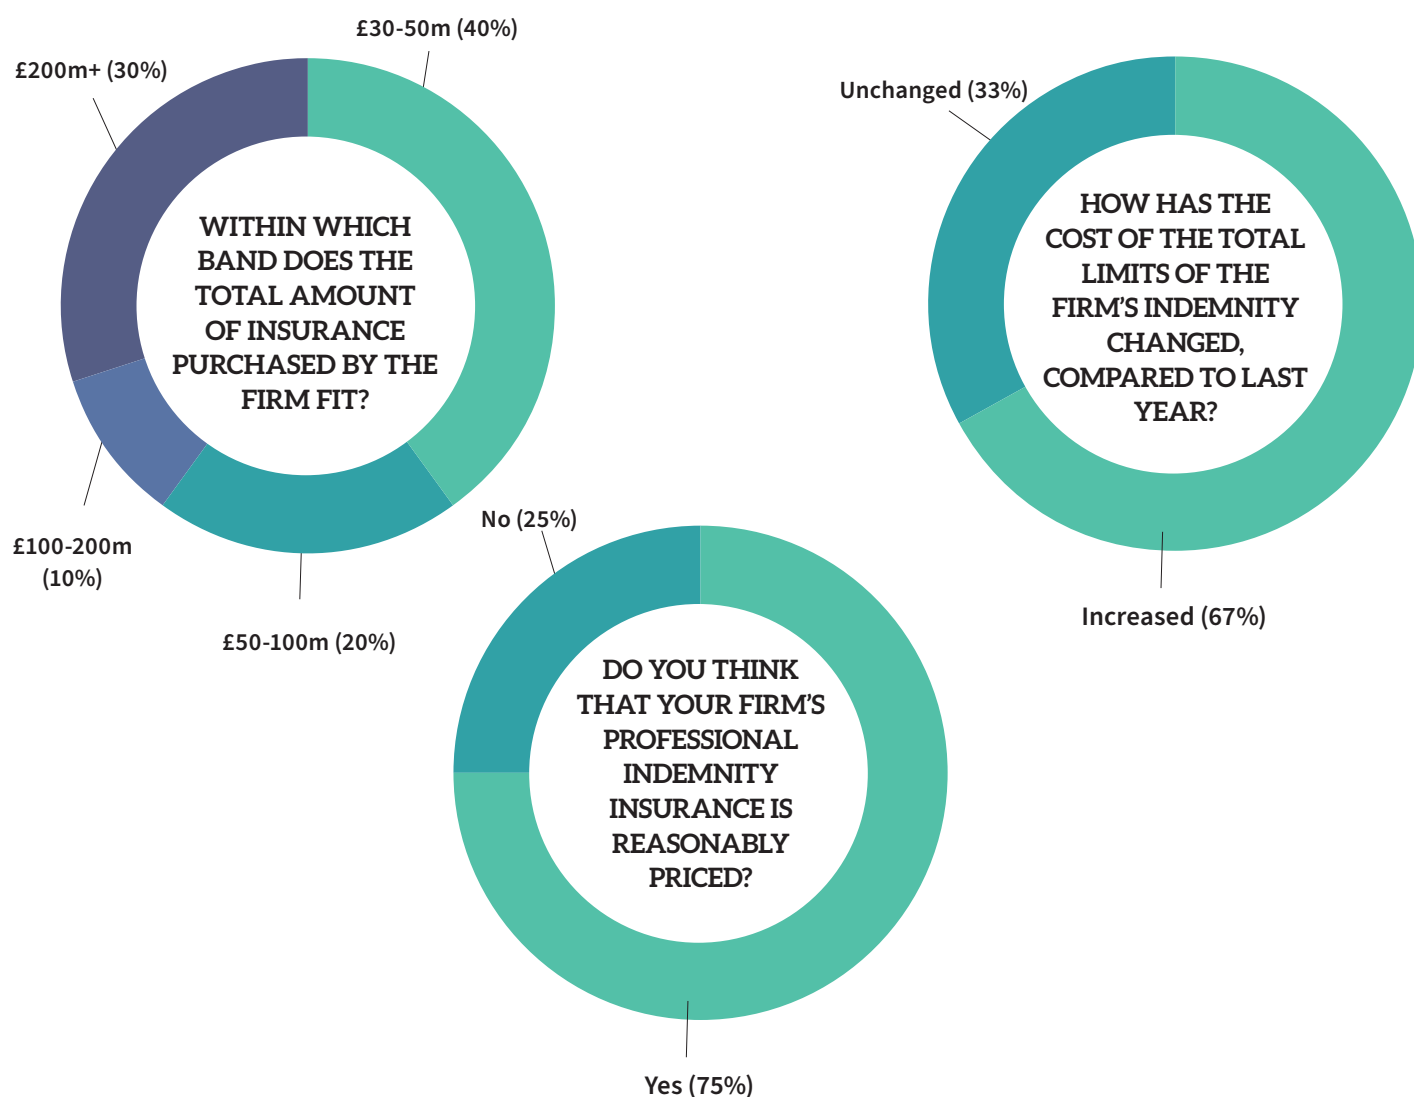 £30-50m (40%)
£200m+ (30%)
WITHIN WHICH
BAND DOES THE
TOTAL AMOUNT
OF INSURANCE
PURCHASED BY THE
FIRM FIT?
£100-200m
(10%)
£50-100m (20%)
Unchanged (33%)
HOW HAS THE
COST OF THE TOTAL
LIMITS OF THE
FIRM’S INDEMNITY
CHANGED,
COMPARED TO LAST
YEAR?
Increased (67%)
No (25%)
DO YOU THINK
THAT YOUR FIRM’S
PROFESSIONAL
INDEMNITY
INSURANCE IS
REASONABLY
PRICED?
Yes (75%)